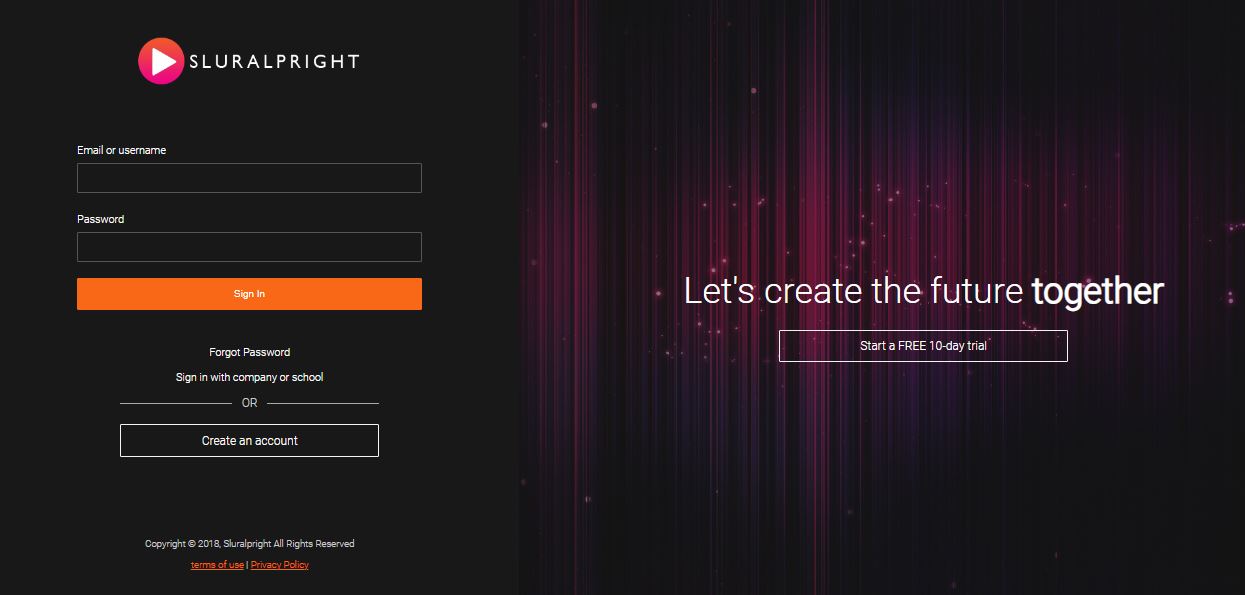 SLURALPRIGHT
Email or username
Password
Sign In
Forgot Password
Sign in with company or school
OR
Create an account
Copyright © 2018, Sluralpright All Rights Reserved
terms of use | Privacy Policy
Let's create the future together
Start a FREE 10-day trial